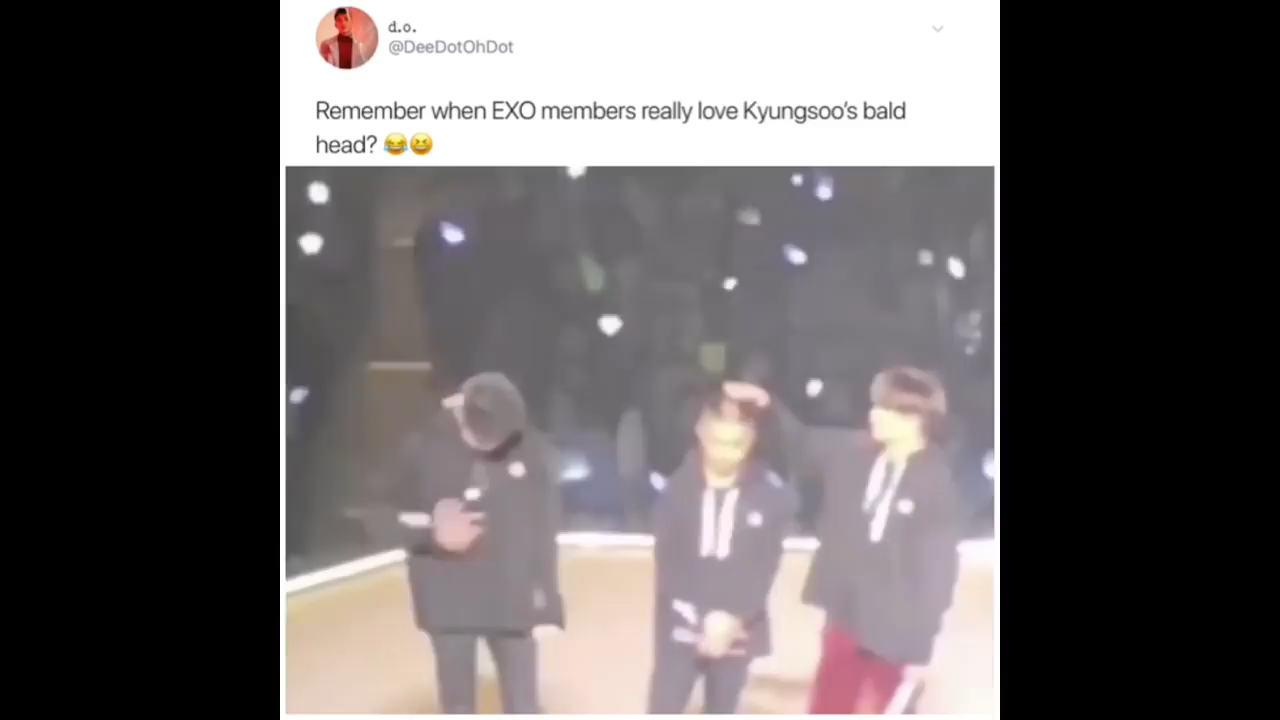 d.o.
@DeeDotOhDot
Remember when EXO members really love Kyungsoo's bald
head? 😂😆